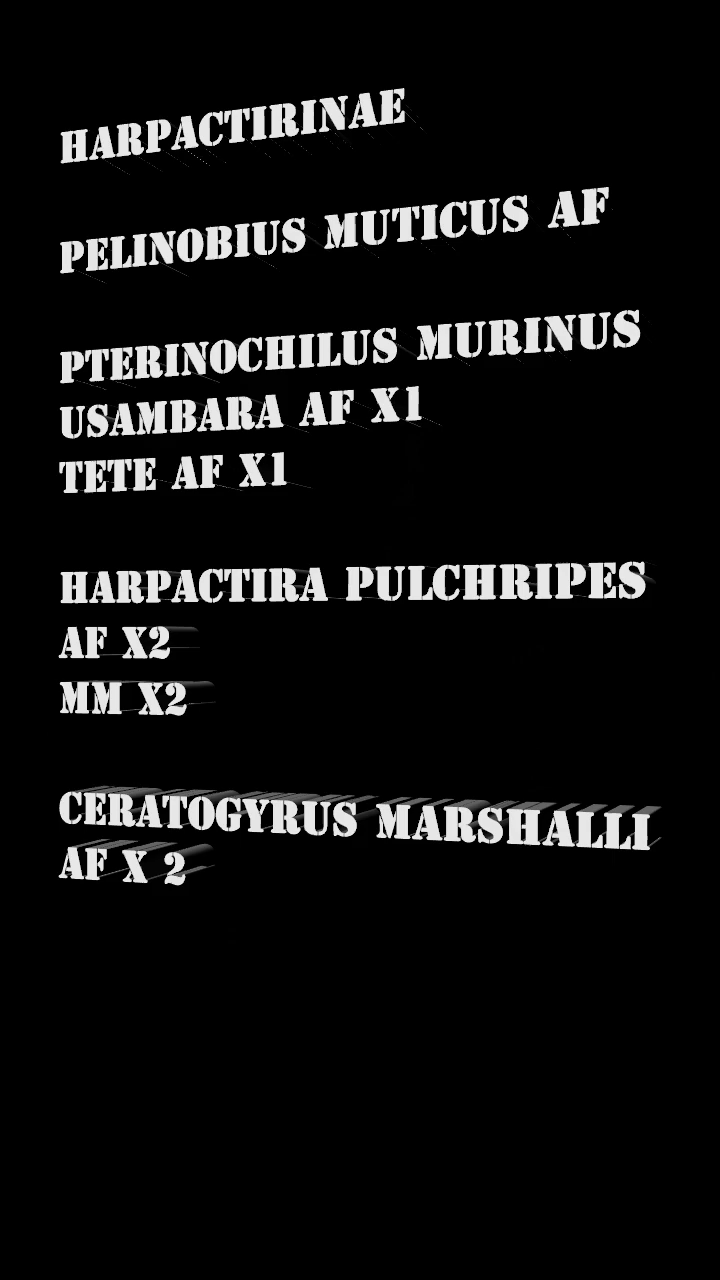 HARPACTIRINAE
PELINOBIUS MUTICUS AF
PTERINOCHILUS MURINUS
USAMBARA AF X1
TETE AF X1
HARPACTIRA PULCHRIPES
AF X2
MM X2
CERATOGYRUS MARSHALLI
AF X 2